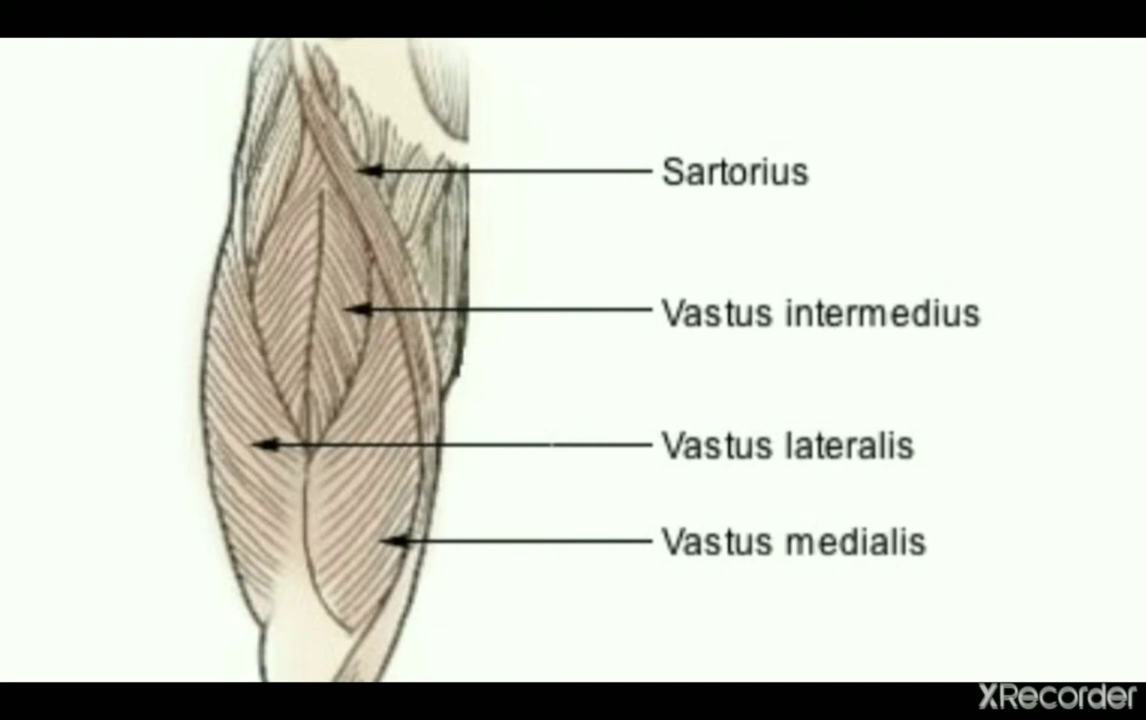 Sartorius
Vastus intermedius
Vastus lateralis
Vastus medialis
XRecorder